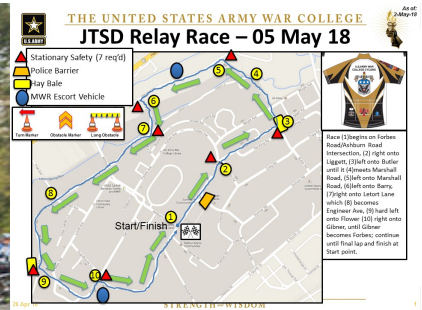 THE UNITED STATES ARMY WAR COLLEGE
As of:
2-May-18
JTSD Relay Race – 05 May 18
U.S.ARMY
Stationary Safety (7 req'd)
Police Barrier
Hay Bale
MWR Escort Vehicle
Turn Marker
Obstacle Marker
Long Obstacle
5
4
6
7
3
2
8
1
Start/Finish
9
10
Race (1)begins on Forbes
Road/Ashburn Road
Intersection, (2) right onto
Liggett, (3)left onto Butler
until it (4)meets Marshall
Road, (5)left onto Marshall
Road, (6)left onto Barry,
(7)right onto Letort Lane
which (8) becomes
Engineer Ave, (9) hard left
onto Flower (10) right onto
Gibner, until Gibner
becomes Forbes; continue
until final lap and finish at
Start point.
STRENGTH and WISDOM
1